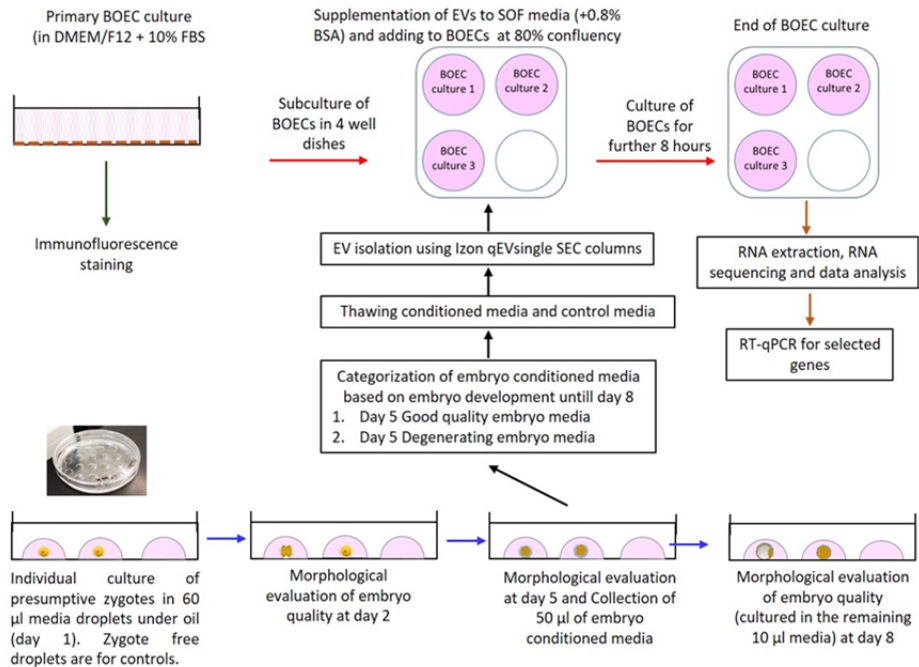 Primary BOEC culture
(in DMEM/F12 + 10% FBS
Supplementation of EVs to SOF media (+0.8%
BSA) and adding to BOECs at 80% confluency
End of BOEC culture
Subculture of
BOECs in 4 well
dishes
BOEC
culture 1
BOEC
culture 2
BOEC
culture 3
Culture of
BOECs for
further 8 hours
BOEC
culture 1
BOEC
culture 2
BOEC
culture 3
Immunofluorescence
staining
EV isolation using Izon qEVsingle SEC columns
RNA extraction, RNA
sequencing and data analysis
Thawing conditioned media and control media
RT-qPCR for selected
genes
Categorization of embryo conditioned media
based on embryo development untill day 8
1. Day 5 Good quality embryo media
2. Day 5 Degenerating embryo media
Individual culture of
presumptive zygotes in 60
µl media droplets under oil
(day 1). Zygote free
droplets are for controls.
Morphological
evaluation of embryo
quality at day 2
Morphological evaluation
at day 5 and Collection of
50 µl of embryo
conditioned media
Morphological evaluation
of embryo quality
(cultured in the remaining
10 µl media) at day 8